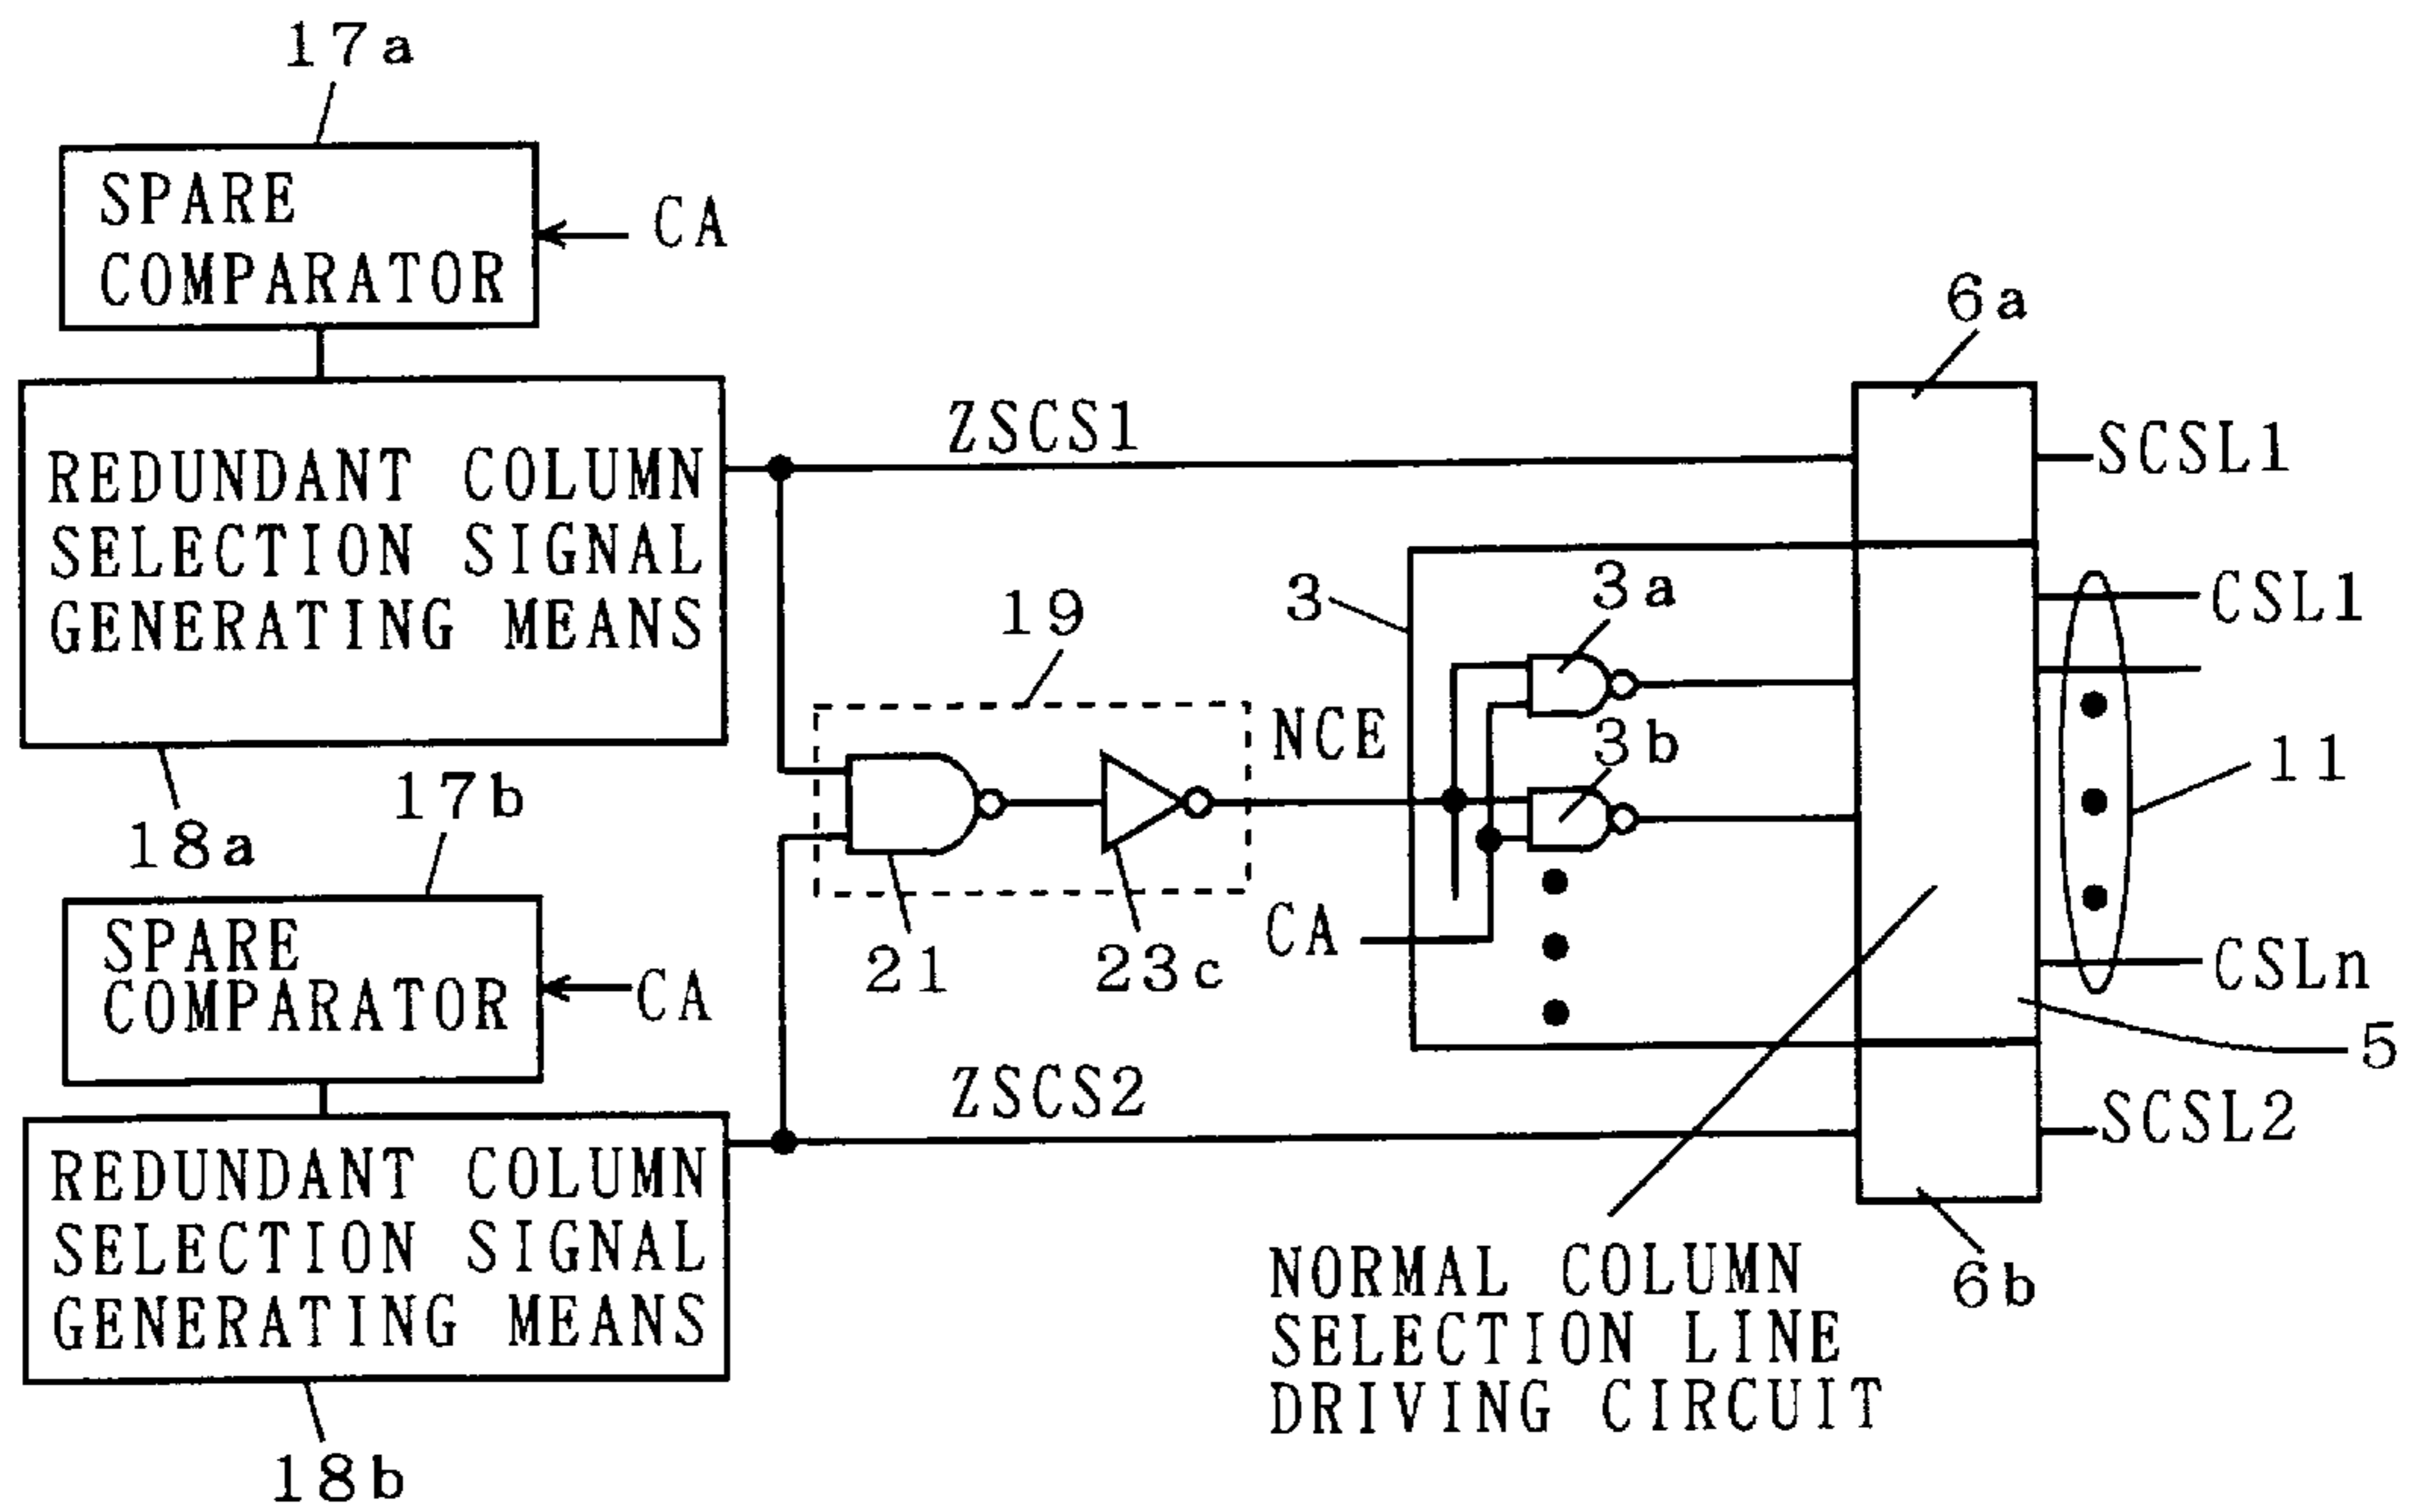 17a
SPARE
COMPARATOR
CA
6a
REDUNDANT COLUMN
SELECTION SIGNAL
GENERATING MEANS
ZSCS1
SCSL1
18a
19
NCE
3
3a
3b
CSL1
11
CSLn
5
21
23c
CA
17b
SPARE
COMPARATOR
CA
ZSCS2
SCSL2
REDUNDANT COLUMN
SELECTION SIGNAL
GENERATING MEANS
18b
6b
NORMAL COLUMN
SELECTION LINE
DRIVING CIRCUIT